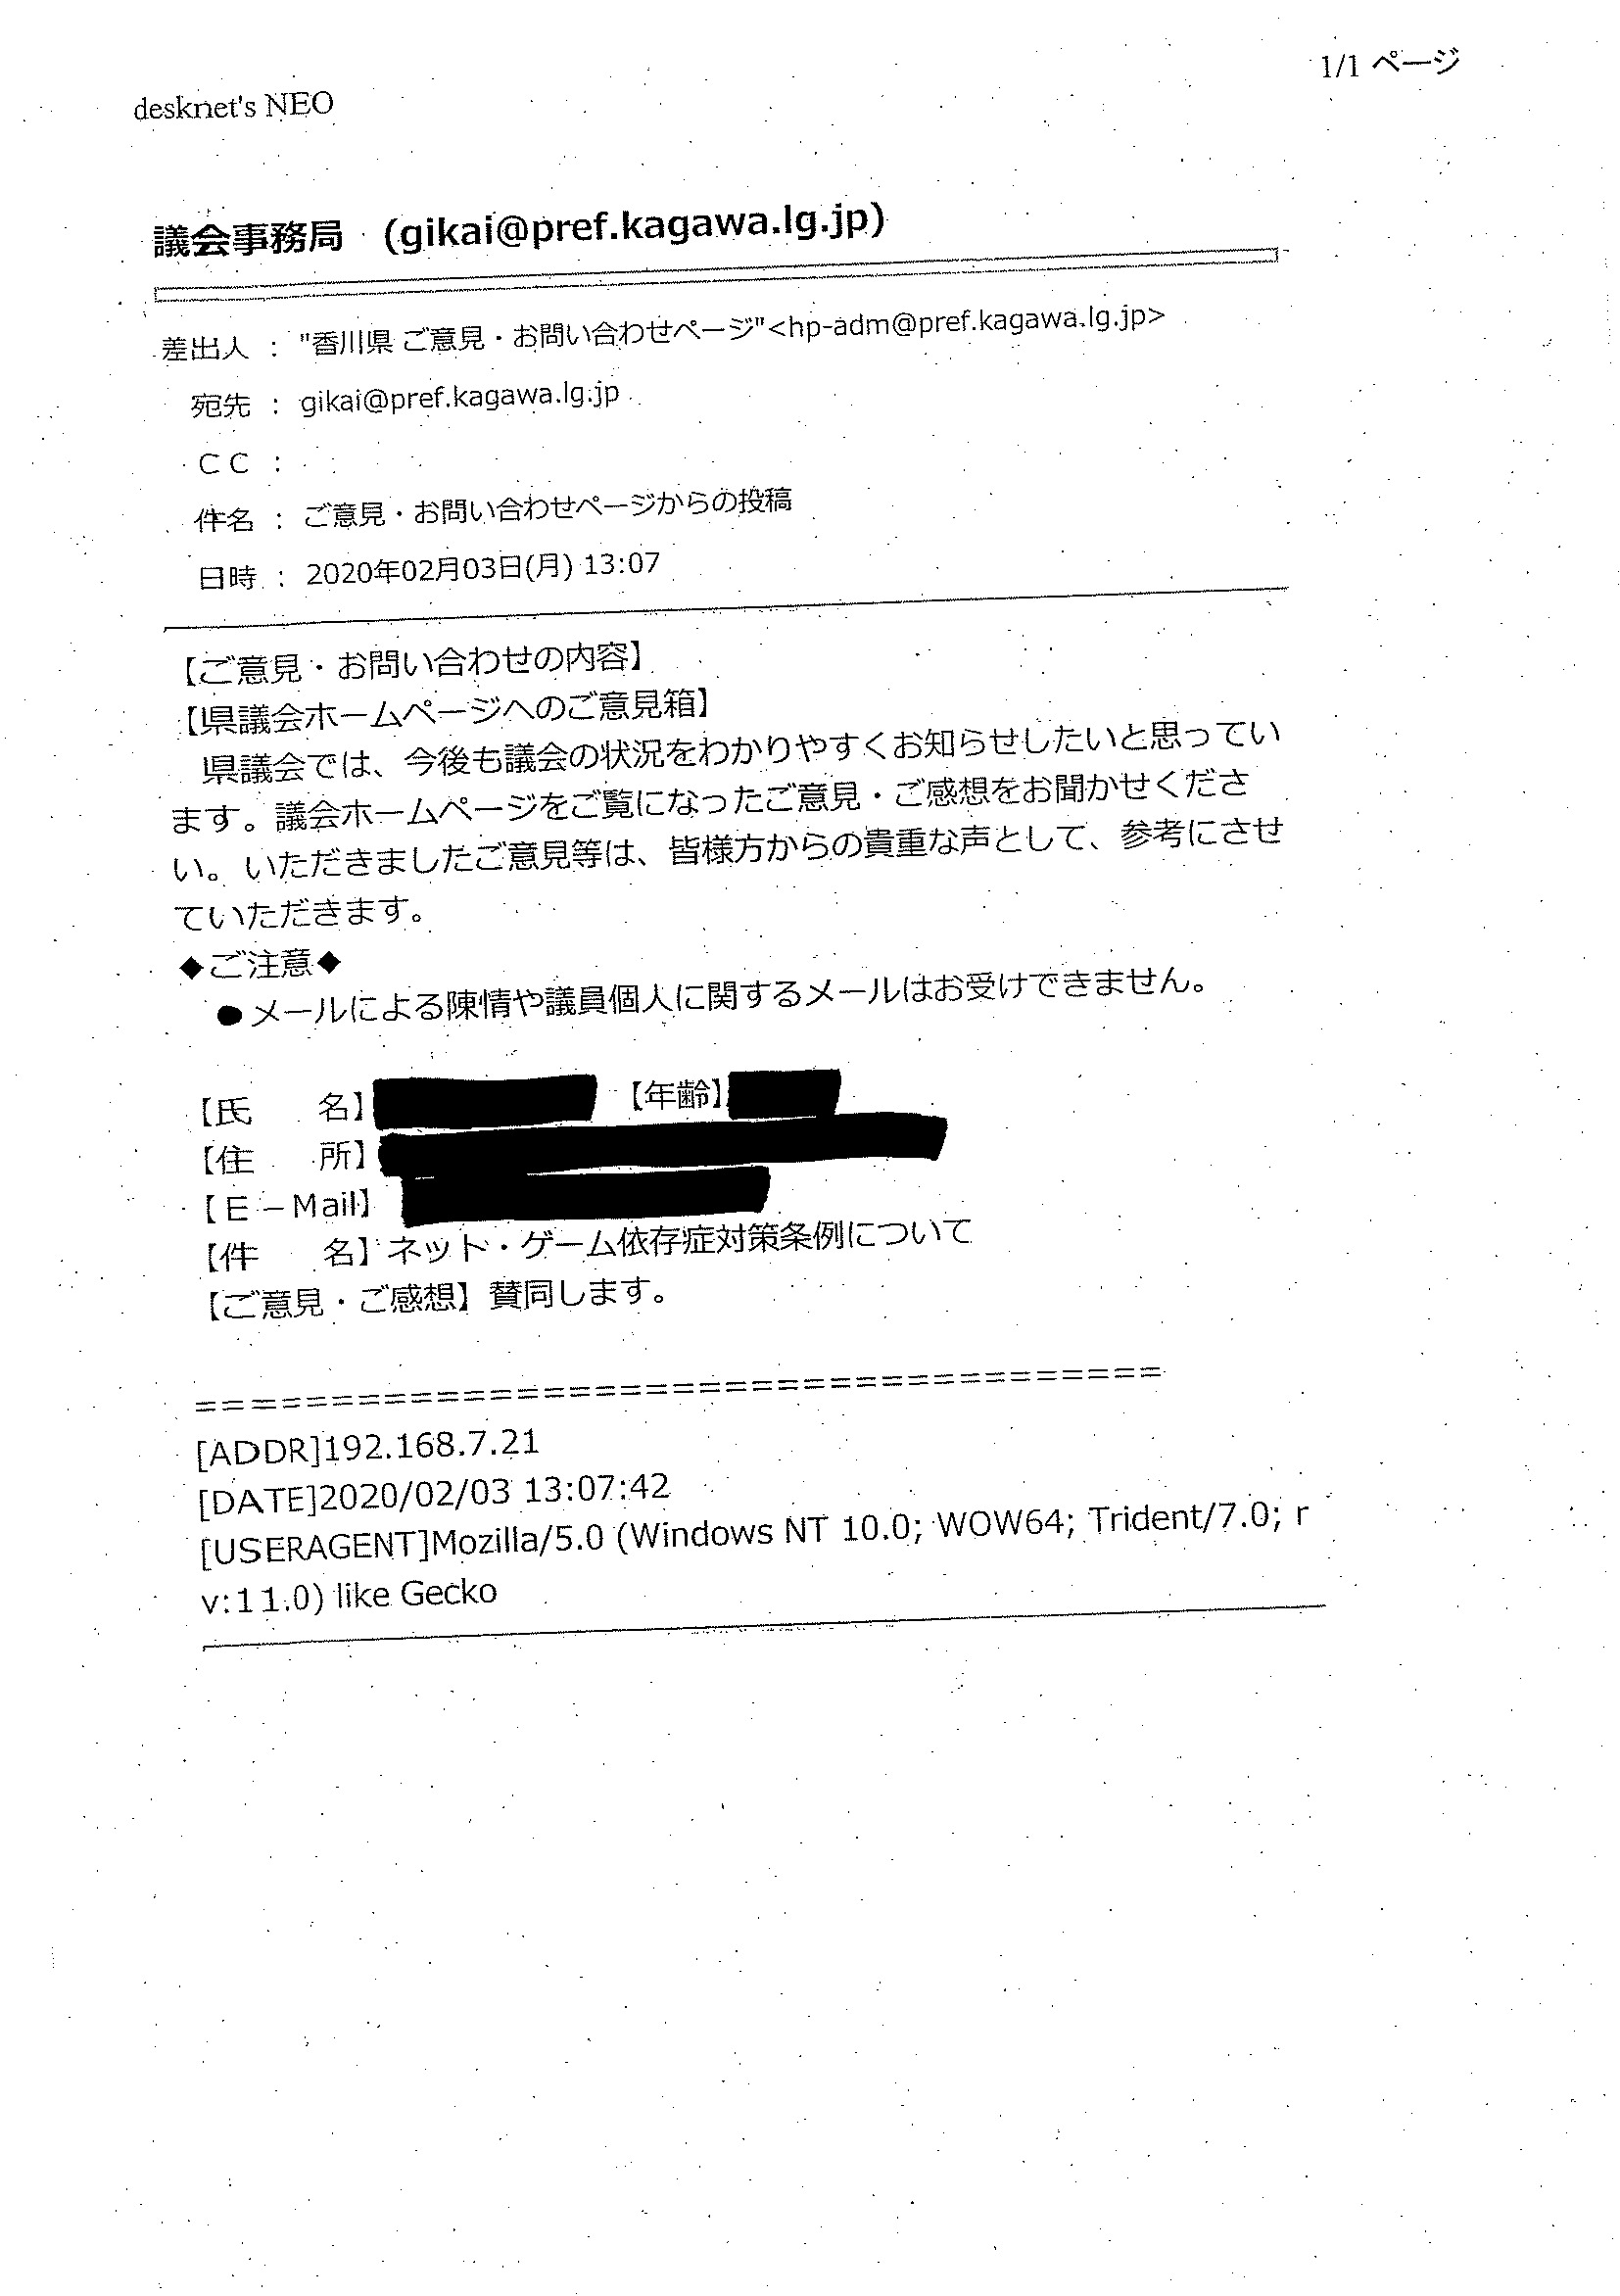 1/1 ページ
desknet's NEO
議会事務局　(gikai@pref.kagawa.lg.jp)
差出人 ： "香川県 ご意見・お問い合わせページ"<hp-adm@pref.kagawa.lg.jp>
宛先 ： gikai@pref.kagawa.lg.jp
ＣＣ ：
件名 ： ご意見・お問い合わせページからの投稿
日時 ： 2020年02月03日(月) 13:07
【ご意見・お問い合わせの内容】
【県議会ホームページへのご意見箱】
　県議会では、今後も議会の状況をわかりやすくお知らせしたいと思ってい
ます。議会ホームページをご覧になったご意見・ご感想をお聞かせくださ
い。いただきましたご意見等は、皆様方からの貴重な声として、参考にさせ
ていただきます。
◆ご注意◆
　●メールによる陳情や議員個人に関するメールはお受けできません。
【氏　　名】　【年齢】
【住　　所】
【Ｅ－Mail】
【件　　名】ネット・ゲーム依存症対策条例について
【ご意見・ご感想】賛同します。
====================================
[ADDR]192.168.7.21
[DATE]2020/02/03 13:07:42
[USERAGENT]Mozilla/5.0 (Windows NT 10.0; WOW64; Trident/7.0; r
v:11.0) like Gecko